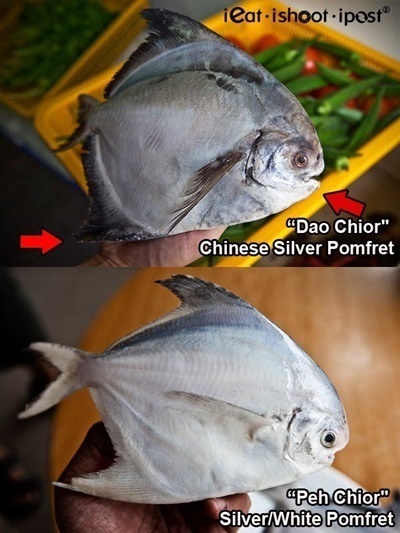 iEat·ishoot·ipost®
“Dao Chior"
Chinese Silver Pomfret
“Peh Chior"
Silver/White Pomfret